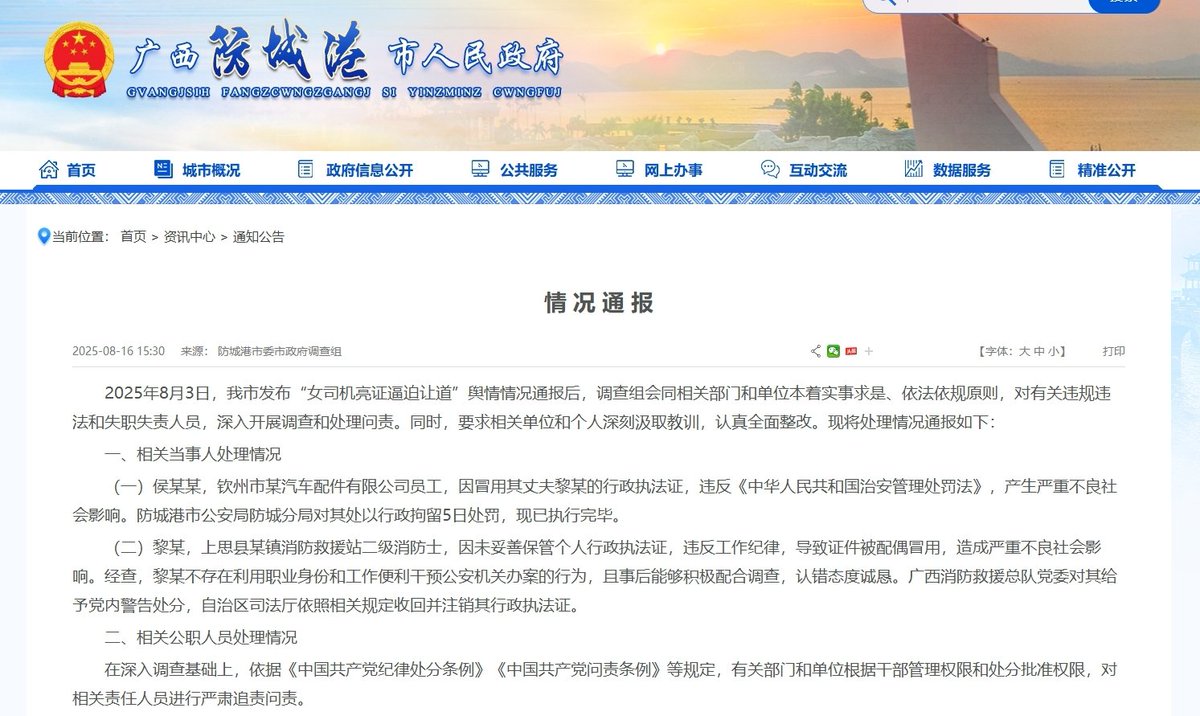 广西防城港市人民政府
GVANGJSIH FANGZCWNGZGANGJ SI YINZMINZ CWNGFUJ
首页 城市概况 政府信息公开 公共服务 网上办事 互动交流 数据服务 精准公开
当前位置: 首页 > 资讯中心 > 通知公告
情况通报
2025-08-16 15:30 来源: 防城港市委市政府调查组 【字体: 大 中 小】 打印
2025年8月3日，我市发布“女司机亮证逼迫让道”舆情情况通报后，调查组会同相关部门和单位本着实事求是、依法依规原则，对有关违规违
法和失职失责人员，深入开展调查和处理问责。同时，要求相关单位和个人深刻汲取教训，认真全面整改。现将处理情况通报如下：
一、相关当事人处理情况
（一）侯某某，钦州市某汽车配件有限公司员工，因冒用其丈夫黎某的行政执法证，违反《中华人民共和国治安管理处罚法》，产生严重不良社
会影响。防城港市公安局防城分局对其处以行政拘留5日处罚，现已执行完毕。
（二）黎某，上思县某镇消防救援站二级消防士，因未妥善保管个人行政执法证，违反工作纪律，导致证件被配偶冒用，造成严重不良社会影
响。经查，黎某不存在利用职业身份和工作便利干预公安机关办案的行为，且事后能够积极配合调查，认错态度诚恳。广西消防救援总队党委对其给
予党内警告处分，自治区司法厅依照相关规定收回并注销其行政执法证。
二、相关公职人员处理情况
在深入调查基础上，依据《中国共产党纪律处分条例》《中国共产党问责条例》等规定，有关部门和单位根据干部管理权限和处分批准权限，对
相关责任人员进行严肃追责问责。